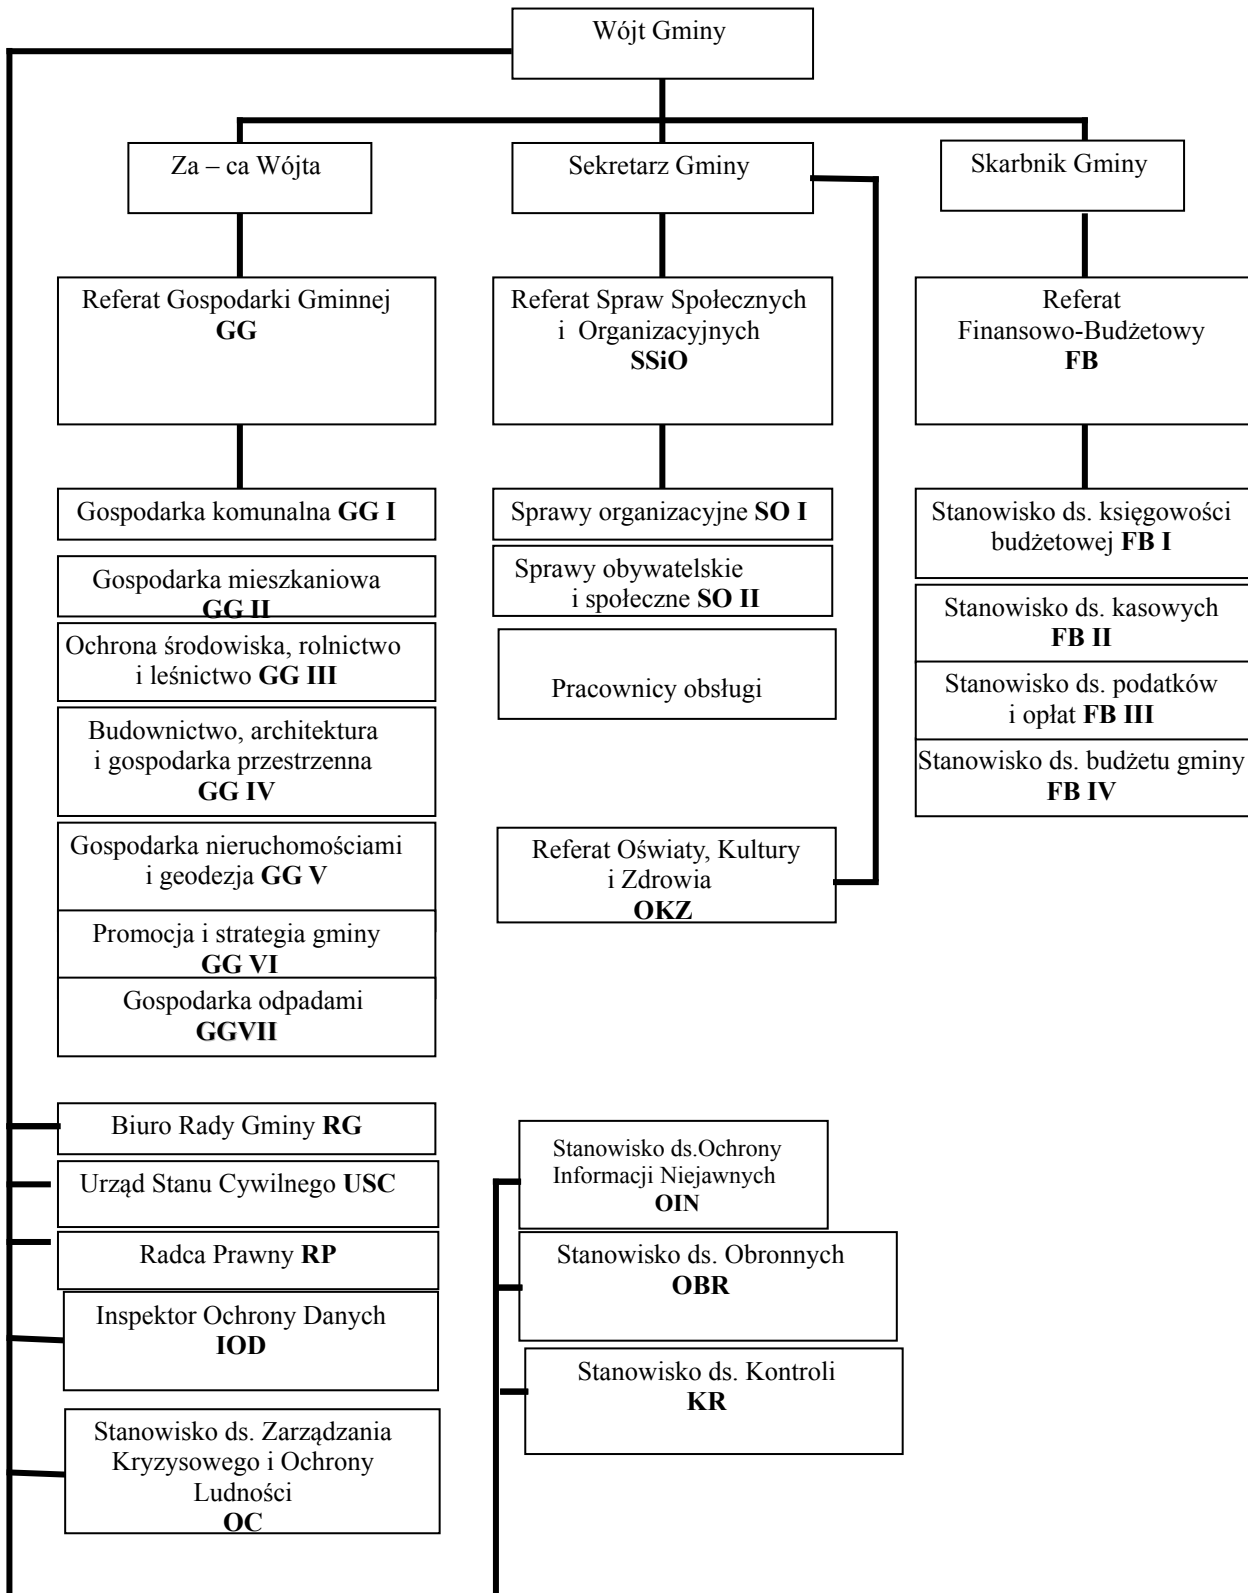 Wójt Gminy
Za – ca Wójta
Sekretarz Gminy
Skarbnik Gminy
Referat Gospodarki Gminnej
GG
Referat Spraw Społecznych
i Organizacyjnych
SSiO
Referat
Finansowo-Budżetowy
FB
Gospodarka komunalna GG I
Gospodarka mieszkaniowa
GG II
Ochrona środowiska, rolnictwo
i leśnictwo GG III
Budownictwo, architektura
i gospodarka przestrzenna
GG IV
Gospodarka nieruchomościami
i geodezja GG V
Promocja i strategia gminy
GG VI
Gospodarka odpadami
GGVII
Sprawy organizacyjne SO I
Sprawy obywatelskie
i społeczne SO II
Pracownicy obsługi
Referat Oświaty, Kultury
i Zdrowia
OKZ
Stanowisko ds. księgowości
budżetowej FB I
Stanowisko ds. kasowych
FB II
Stanowisko ds. podatków
i opłat FB III
Stanowisko ds. budżetu gminy
FB IV
Biuro Rady Gminy RG
Urząd Stanu Cywilnego USC
Radca Prawny RP
Inspektor Ochrony Danych
IOD
Stanowisko ds. Zarządzania
Kryzysowego i Ochrony
Ludności
OC
Stanowisko ds.Ochrony
Informacji Niejawnych
OIN
Stanowisko ds. Obronnych
OBR
Stanowisko ds. Kontroli
KR